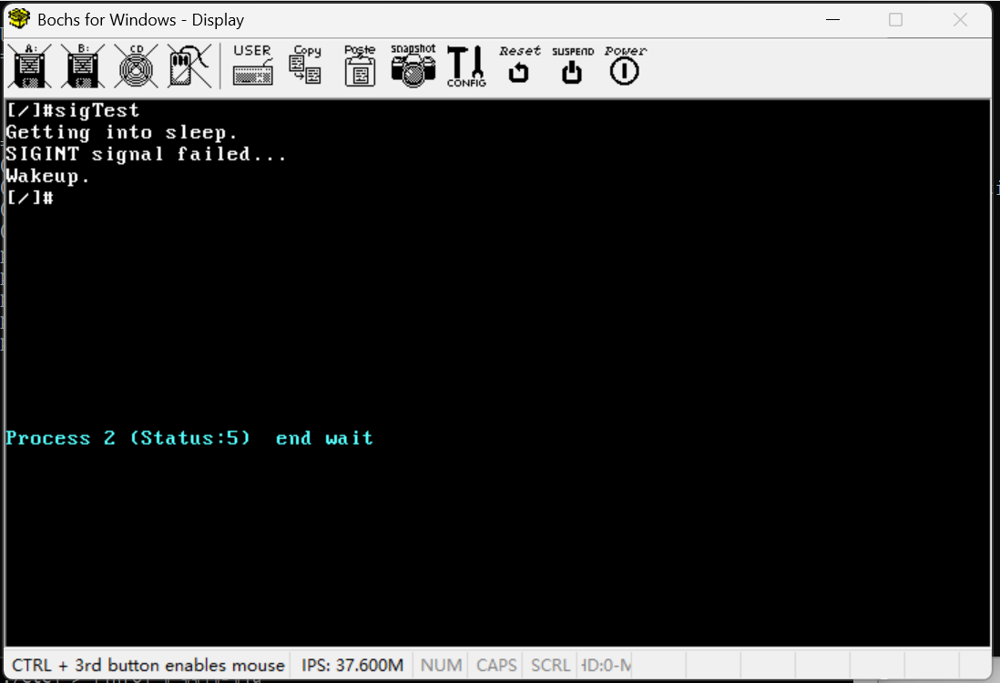 Bochs for Windows - Display
A: B: CD USER Copy Paste snapshot CONFIG Reset SUSPEND Power
[/]#sigTest
Getting into sleep.
SIGINT signal failed...
Wakeup.
[/]#
Process 2 (Status:5)  end wait
CTRL + 3rd button enables mouse IPS: 37.600M NUM CAPS SCRL HD:0-M